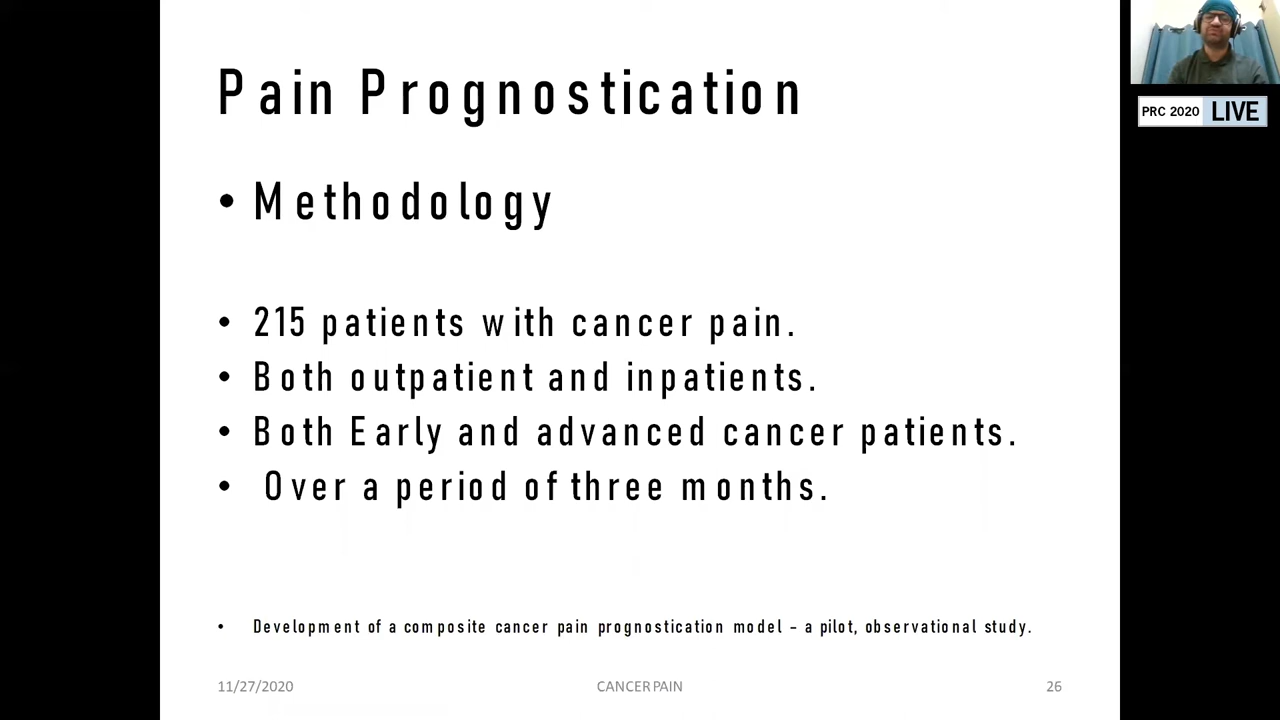 Pain Prognostication
• Methodology
• 215 patients with cancer pain.
• Both outpatient and inpatients.
• Both Early and advanced cancer patients.
• Over a period of three months.
• Development of a composite cancer pain prognostication model – a pilot, observational study.
11/27/2020 CANCER PAIN 26
PRC 2020 LIVE